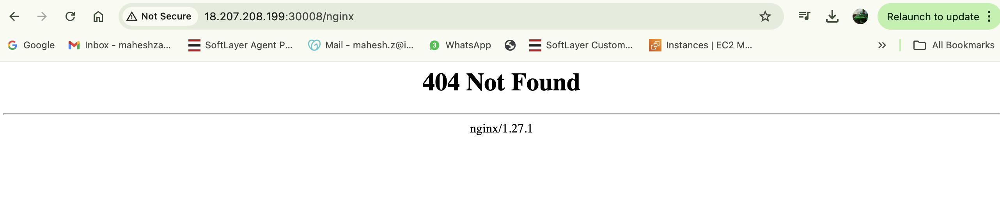 Not Secure 18.207.208.199:30008/nginx Relaunch to update
Google Inbox - maheshza... SoftLayer Agent P... Mail - mahesh.z@i... 3 WhatsApp SoftLayer Custom... Instances | EC2 M... All Bookmarks
404 Not Found
nginx/1.27.1